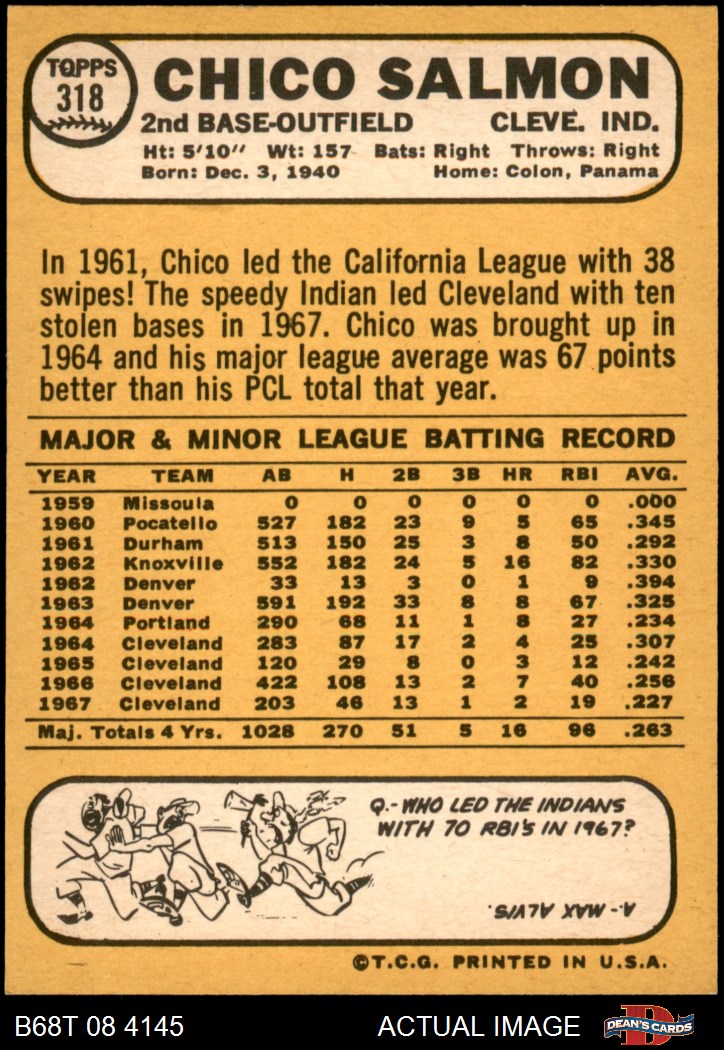 TOPPS
318
CHICO SALMON
2nd BASE-OUTFIELD CLEVE. IND.
Ht: 5'10" Wt: 157 Bats: Right Throws: Right
Born: Dec. 3, 1940 Home: Colon, Panama
In 1961, Chico led the California League with 38
swipes! The speedy Indian led Cleveland with ten
stolen bases in 1967. Chico was brought up in
1964 and his major league average was 67 points
better than his PCL total that year.
MAJOR & MINOR LEAGUE BATTING RECORD
YEAR TEAM AB H 2B 3B HR RBI AVG.
1959 Missoula 0 0 0 0 0 0 .000
1960 Pocatello 527 182 23 9 5 65 .345
1961 Durham 513 150 25 3 8 50 .292
1962 Knoxville 552 182 24 5 16 82 .330
1962 Denver 33 13 3 0 1 9 .394
1963 Denver 591 192 33 8 8 67 .325
1964 Portland 290 68 11 1 8 27 .234
1964 Cleveland 283 87 17 2 4 25 .307
1965 Cleveland 120 29 8 0 3 12 .242
1966 Cleveland 422 108 13 2 7 40 .256
1967 Cleveland 203 46 13 1 2 19 .227
Maj. Totals 4 Yrs. 1028 270 51 5 16 96 .263
Q.-WHO LED THE INDIANS
WITH 70 RBI'S IN 1967?
A-. MAX ALVIS.
©T.C.G. PRINTED IN U.S.A.
B68T 08 4145 ACTUAL IMAGE D DEAN'S CARDS